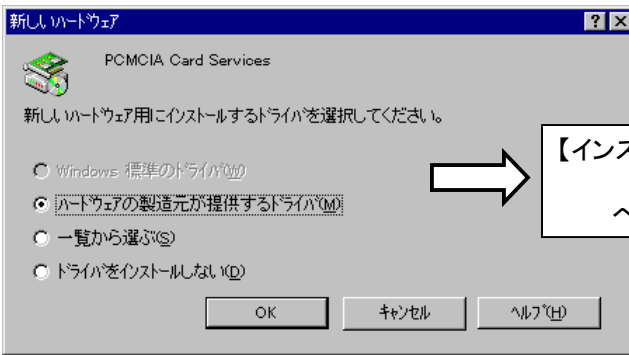 新しいハードウェア
PCMCIA Card Services
新しいハードウェア用にインストールするドライバを選択してください。
Windows 標準のドライバ(W)
ハードウェアの製造元が提供するドライバ(M)
一覧から選ぶ(S)
ドライバをインストールしない(D)
OK キャンセル ヘルプ(H)
【インス
へ